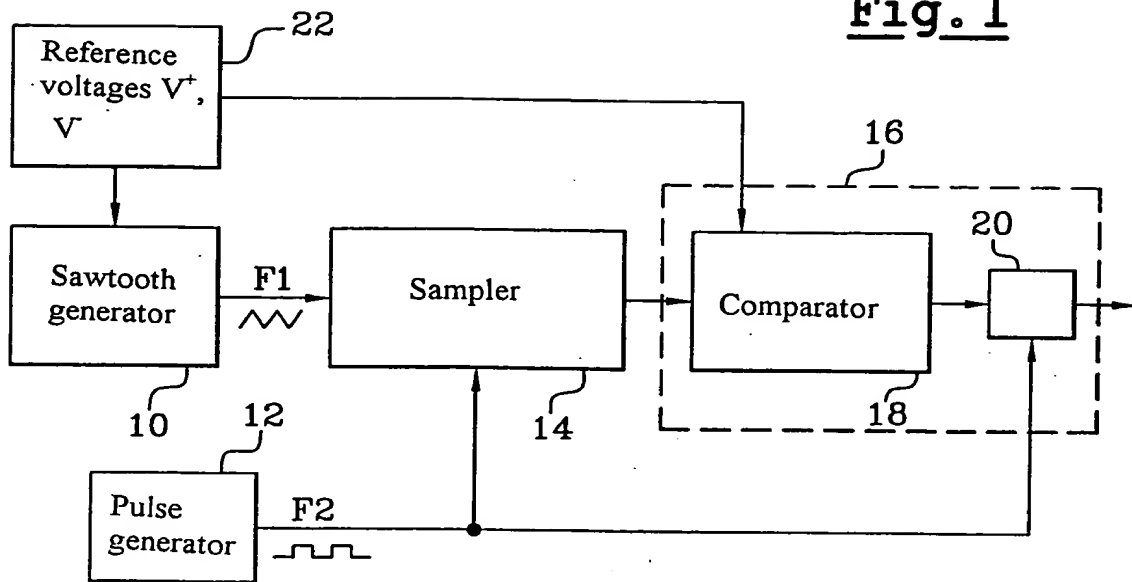 Fig. 1
22
Reference
voltages V⁺,
V⁻
16
20
Sawtooth
generator
F1
Sampler
Comparator
10
12
14
18
Pulse
generator
F2